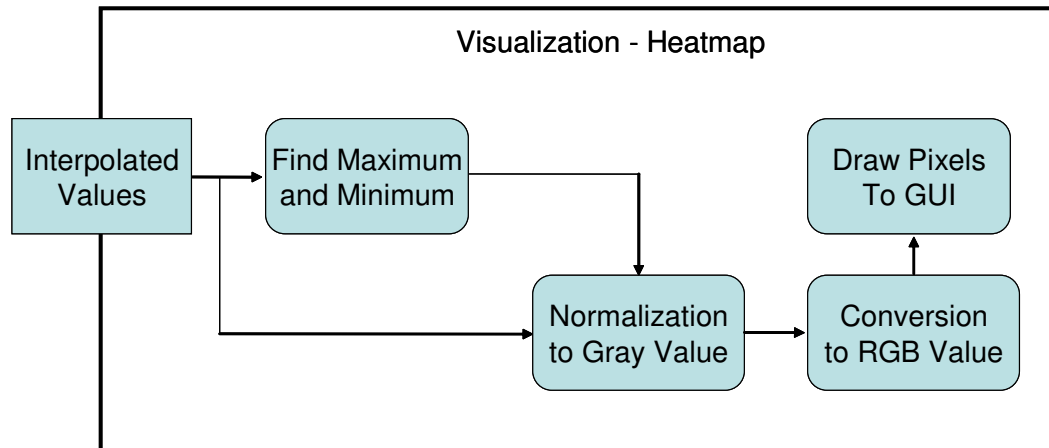 Visualization - Heatmap
Interpolated
Values
Find Maximum
and Minimum
Draw Pixels
To GUI
Normalization
to Gray Value
Conversion
to RGB Value